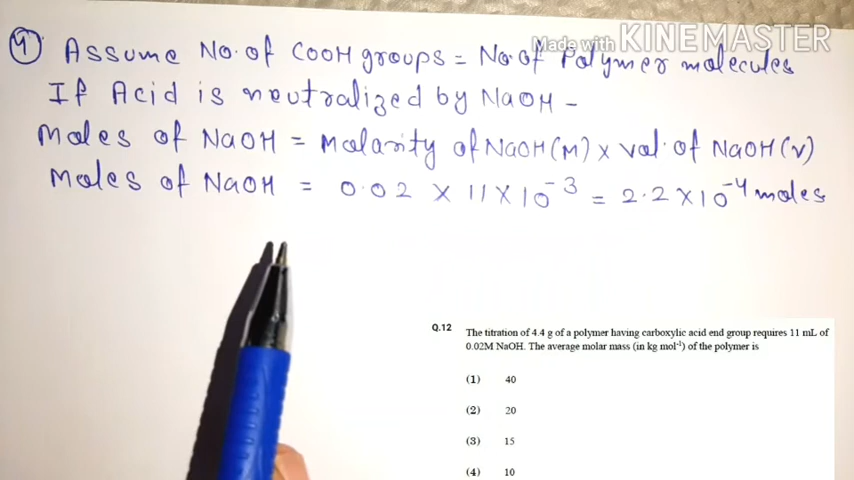 Made with KINEMASTER
④ Assume No. of COOH groups = No. of Polymer molecules
If Acid is neutralized by NaOH -
Moles of NaOH = Molarity of NaOH (M) x Vol. of NaOH (V)
Moles of NaOH = 0.02 x 11 x 10⁻³ = 2.2 x 10⁻⁴ moles
Q.12 The titration of 4.4 g of a polymer having carboxylic acid end group requires 11 mL of
0.02M NaOH. The average molar mass (in kg mol⁻¹) of the polymer is
(1) 40
(2) 20
(3) 15
(4) 10